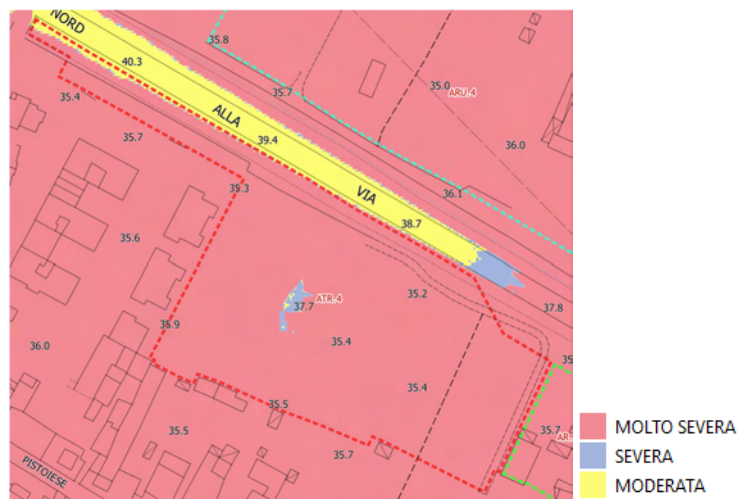 NORD
35.8
40.3
35.7
35.0
ARU.4
35.4
ALLA
35.7
39.4
36.0
35.3
VIA
36.1
38.7
35.6
35.2
ATR.4
37.7
37.8
35.9
35.4
36.0
35.4
35.5
35.7
35.5
35.7
PISTOIESE
MOLTO SEVERA
SEVERA
MODERATA